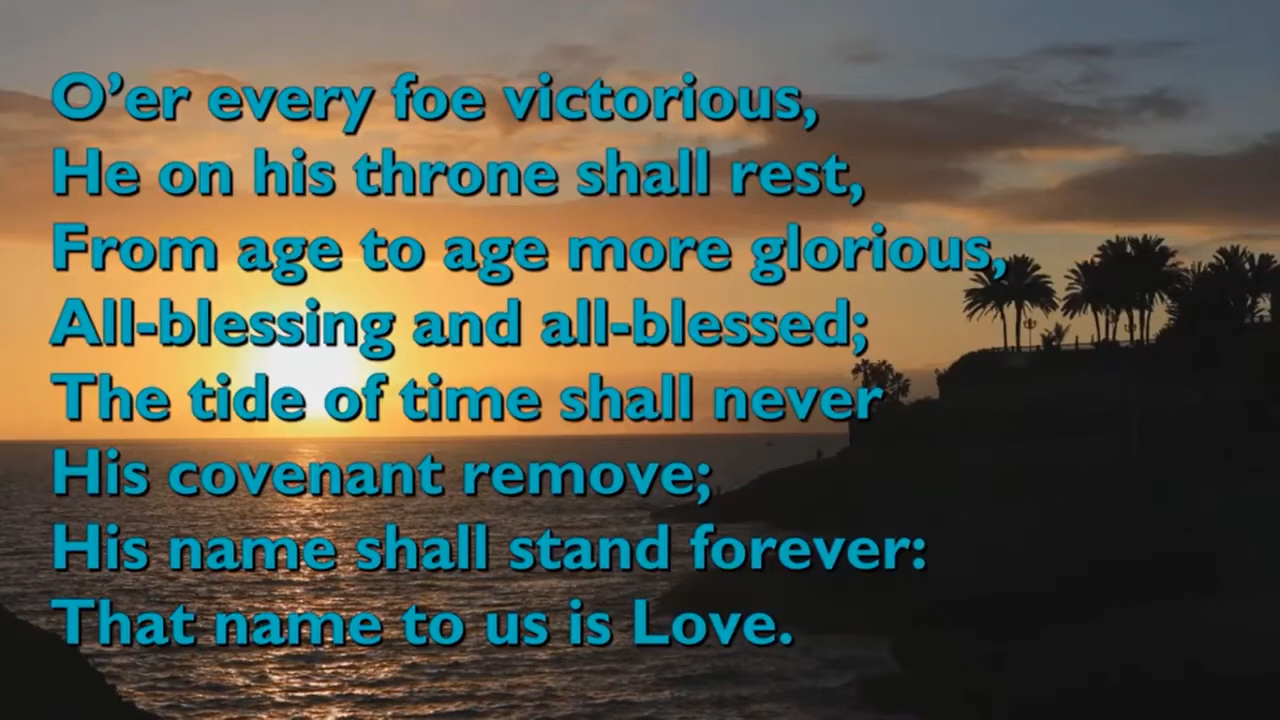 O’er every foe victorious,
He on his throne shall rest,
From age to age more glorious,
All-blessing and all-blessed;
The tide of time shall never
His covenant remove;
His name shall stand forever:
That name to us is Love.